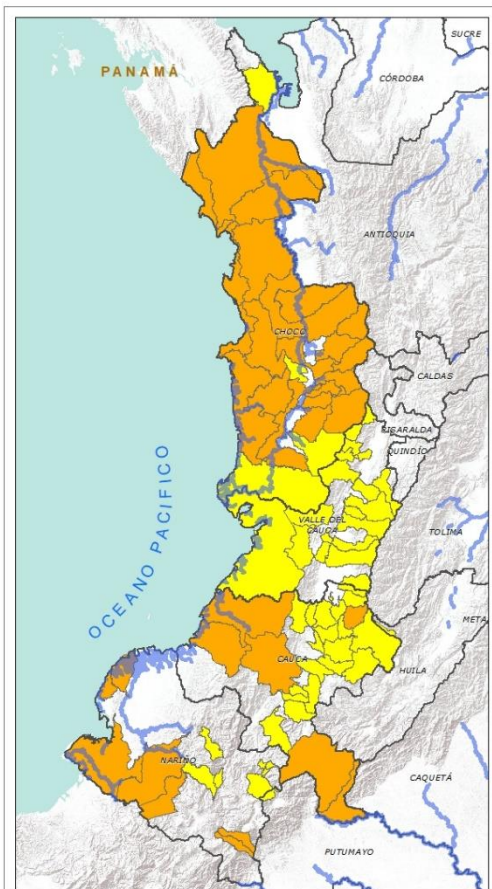 SUCRE
PANAMÁ
CÓRDOBA
ANTIOQUIA
CHOCÓ
CALDAS
RISARALDA
QUINDÍO
OCEANO PACIFICO
VALLE DEL
CAUCA
TOLIMA
META
HUILA
CAUCA
NARIÑO
CAQUETÁ
PUTUMAYO